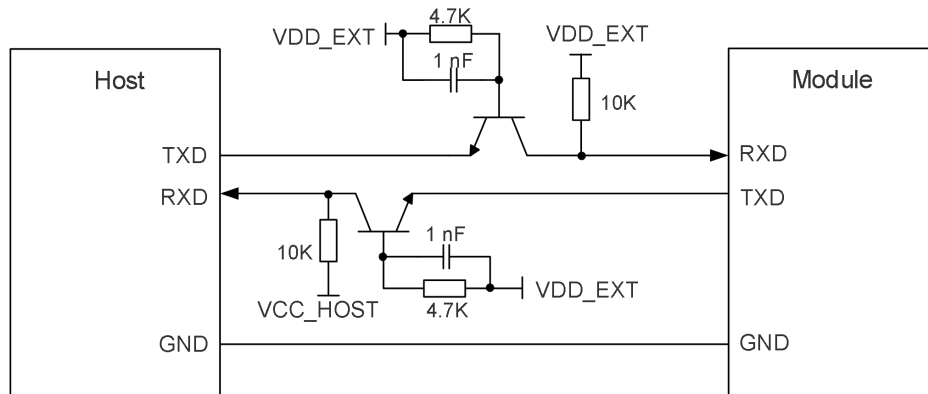 4.7K
VDD_EXT
VDD_EXT
1 nF
Host
Module
10K
TXD
RXD
RXD
TXD
1 nF
10K
VDD_EXT
VCC_HOST
4.7K
GND
GND